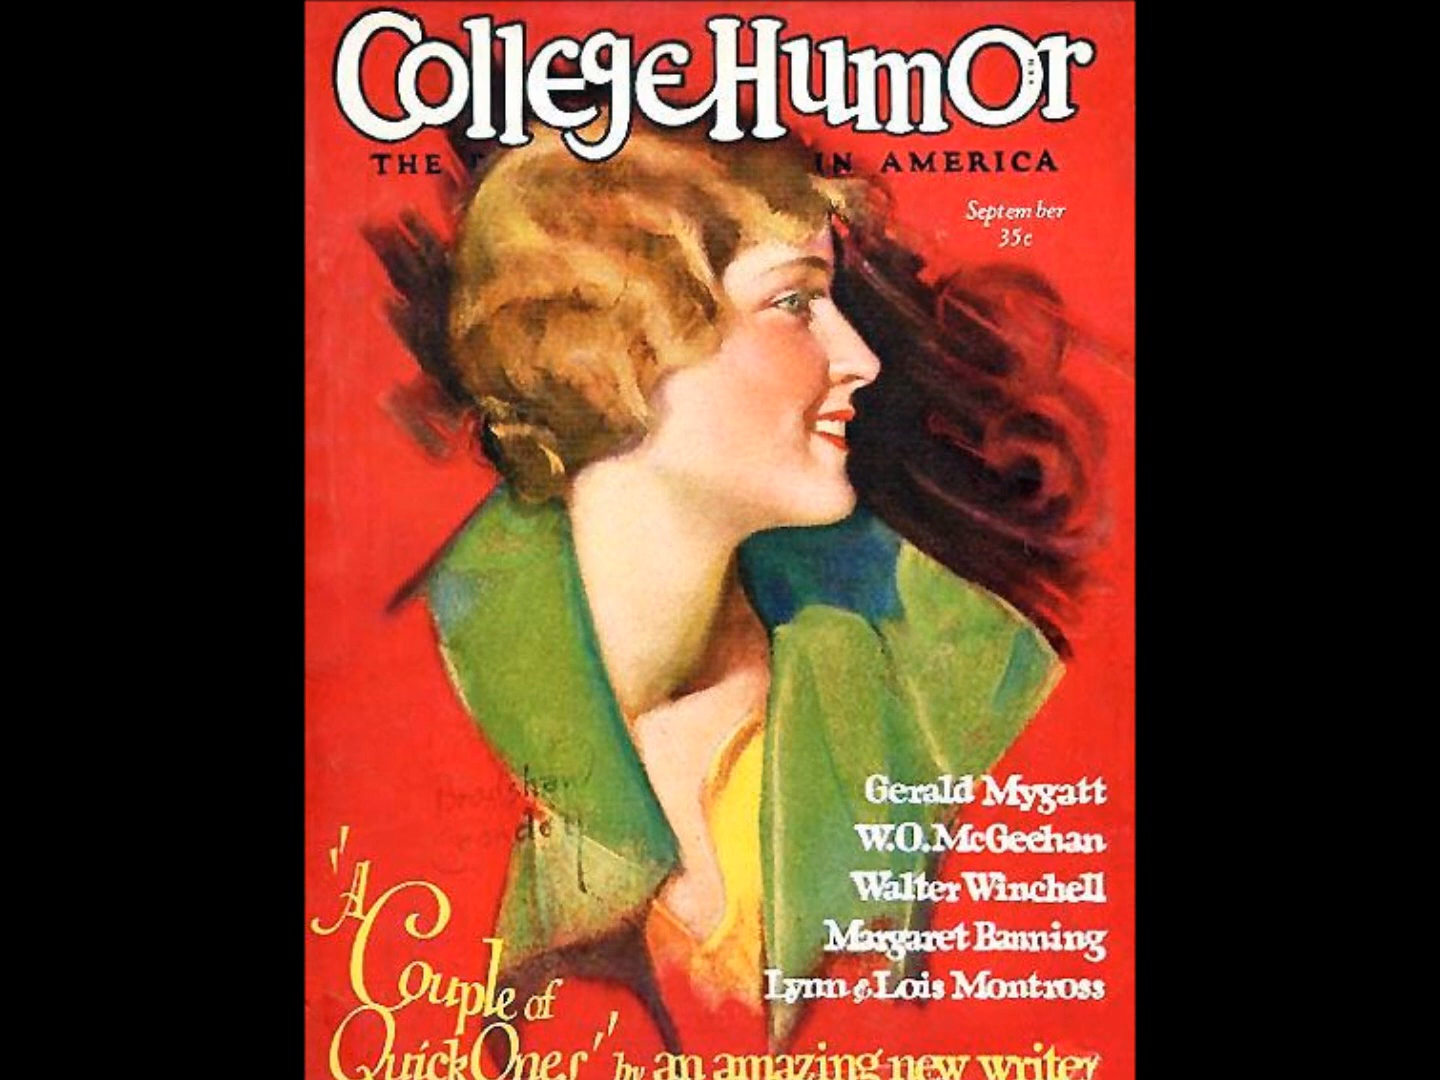 College Humor
THE IN AMERICA
September
35c
Bradshaw
Gerald Mygatt
W.O. McGeehan
Walter Winchell
Margaret Banning
Lynn & Lois Montross
"A
Couple of
Quick Ones" by an amazing new writer